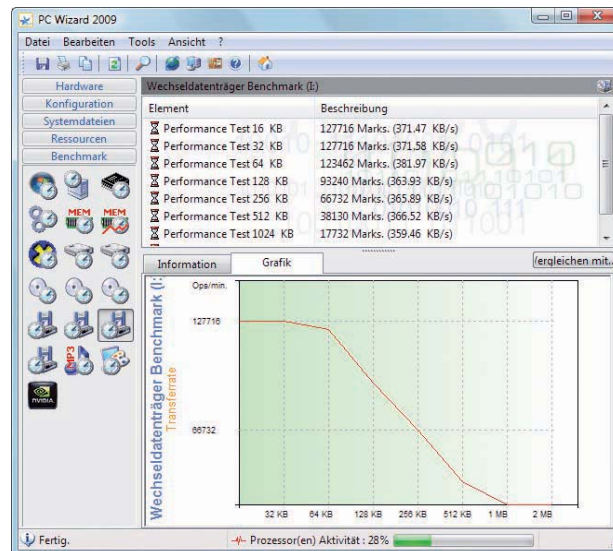 PC Wizard 2009
Datei Bearbeiten Tools Ansicht ?
Hardware
Konfiguration
Systemdateien
Ressourcen
Benchmark
MEM MEM
MP3
NVIDIA
Wechseldatenträger Benchmark (I:)
Element Beschreibung
Performance Test 16 KB 127716 Marks. (371.47 KB/s)
Performance Test 32 KB 127716 Marks. (371.58 KB/s)
Performance Test 64 KB 123462 Marks. (381.97 KB/s)
Performance Test 128 KB 93240 Marks. (363.93 KB/s)
Performance Test 256 KB 66732 Marks. (365.89 KB/s)
Performance Test 512 KB 38130 Marks. (366.52 KB/s)
Performance Test 1024 KB 17732 Marks. (359.46 KB/s)
Information Grafik /ergleichen mit..
Wechseldatenträger Benchmark (I:
Transferrate
Ops/min.
127716
66732
32 KB 64 KB 128 KB 256 KB 512 KB 1 MB 2 MB
Fertig. Prozessor(en) Aktivität : 28%